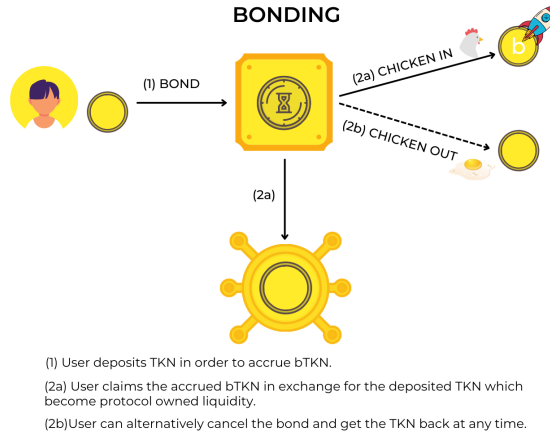 BONDING
(1) BOND
(2a) CHICKEN IN
b
(2b) CHICKEN OUT
(2a)
(1) User deposits TKN in order to accrue bTKN.
(2a) User claims the accrued bTKN in exchange for the deposited TKN which
become protocol owned liquidity.
(2b)User can alternatively cancel the bond and get the TKN back at any time.